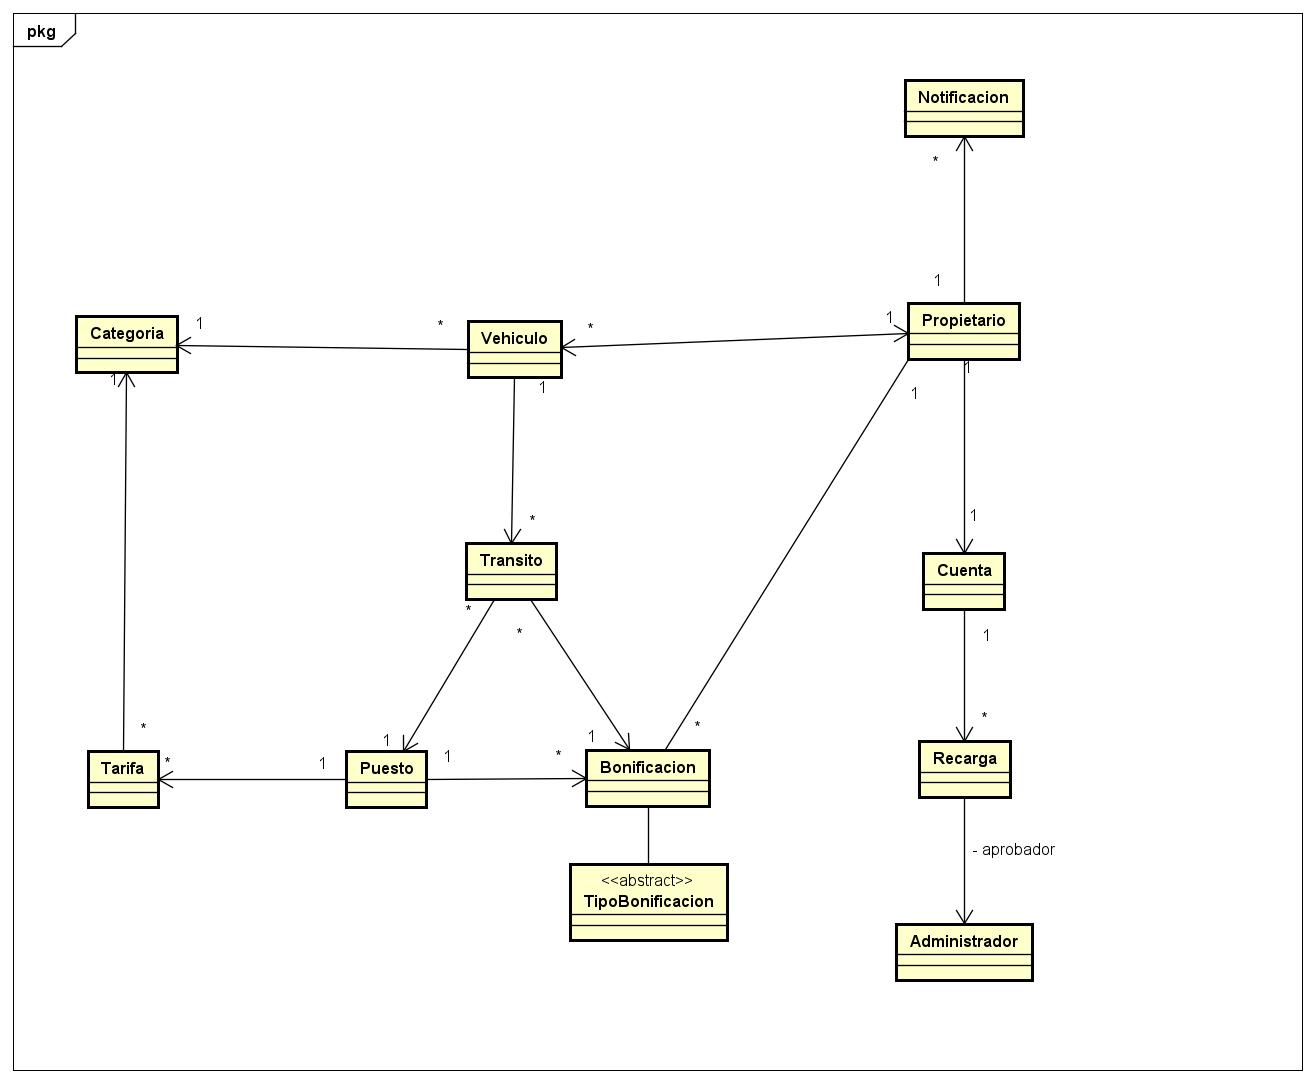 pkg
Notificacion
*
1
Propietario
1
*
Vehiculo
*
1
Categoria
1
1
1
1
*
Transito
*
*
1
Cuenta
1
*
1
1
*
*
Tarifa
*
1
Puesto
1
*
Bonificacion
*
Recarga
<<abstract>>
TipoBonificacion
- aprobador
Administrador